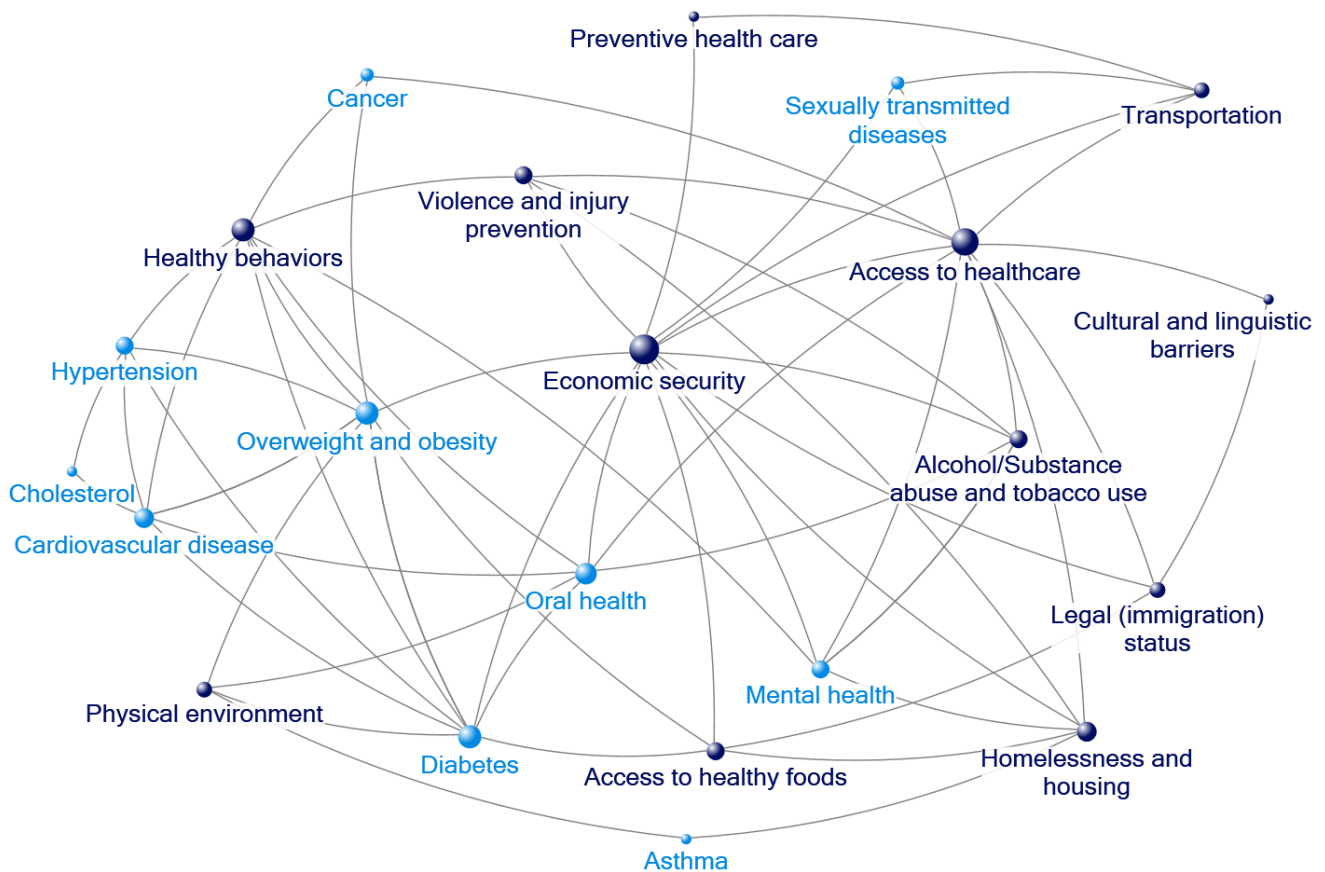 Preventive health care
Cancer
Sexually transmitted
diseases
Transportation
Violence and injury
prevention
Healthy behaviors
Access to healthcare
Cultural and linguistic
barriers
Hypertension
Economic security
Overweight and obesity
Alcohol/Substance
abuse and tobacco use
Cholesterol
Cardiovascular disease
Oral health
Legal (immigration)
status
Mental health
Physical environment
Diabetes
Access to healthy foods
Homelessness and
housing
Asthma